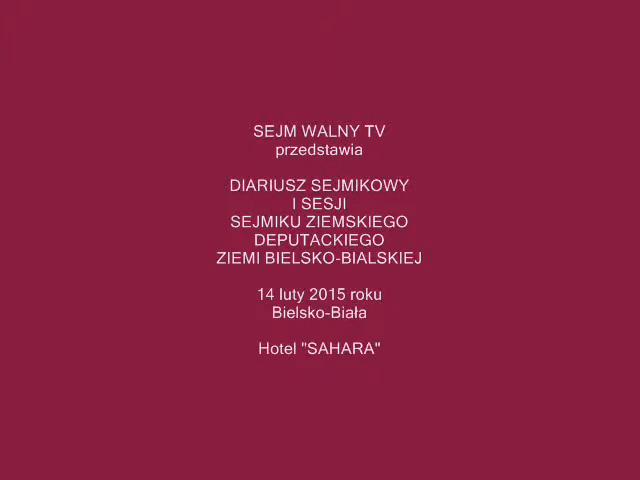 SEJM WALNY TV
przedstawia
DIARIUSZ SEJMIKOWY
I SESJI
SEJMIKU ZIEMSKIEGO
DEPUTACKIEGO
ZIEMI BIELSKO-BIALSKIEJ
14 luty 2015 roku
Bielsko-Biała
Hotel "SAHARA"